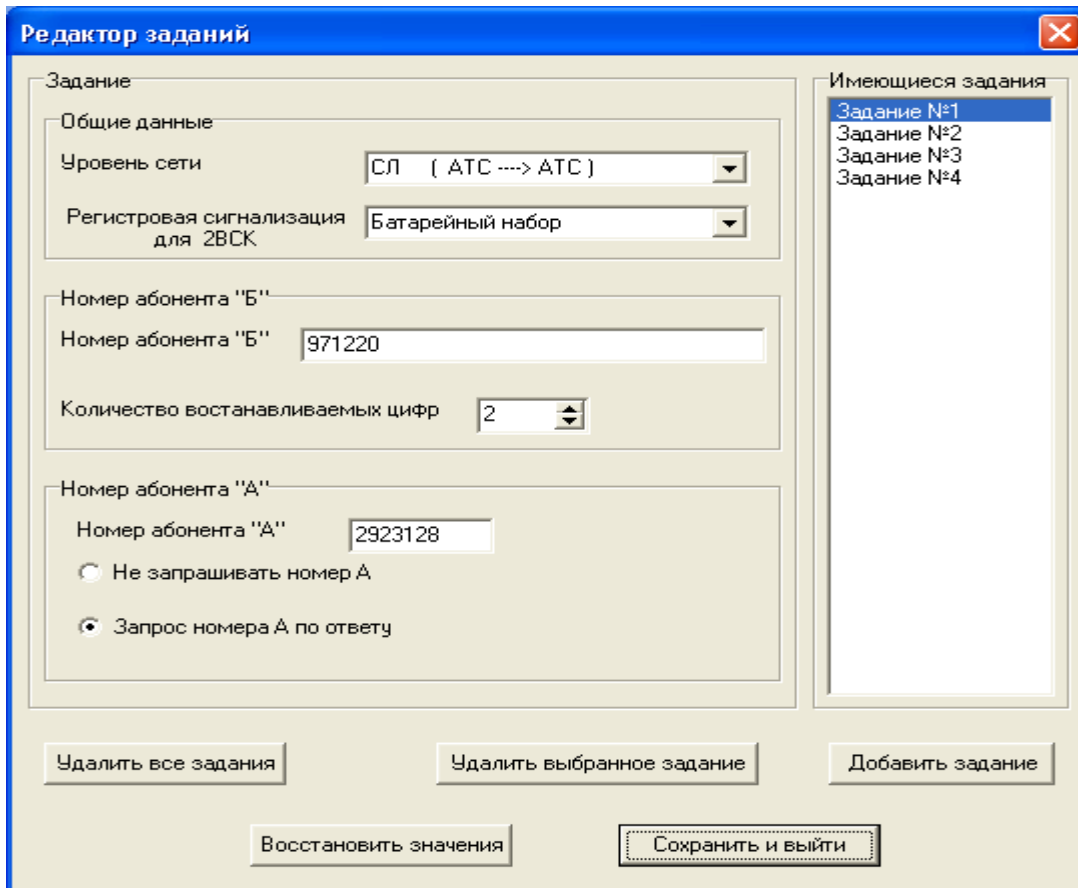 Редактор заданий
Задание
Общие данные
Уровень сети
СЛ ( АТС ----> АТС )
Регистровая сигнализация
для 2ВСК
Батарейный набор
Номер абонента "Б"
Номер абонента "Б"
971220
Количество востанавливаемых цифр
2
Номер абонента "А"
Номер абонента "А"
2923128
Не запрашивать номер А
Запрос номера А по ответу
Имеющиеся задания
Задание №1
Задание №2
Задание №3
Задание №4
Удалить все задания
Удалить выбранное задание
Добавить задание
Восстановить значения
Сохранить и выйти